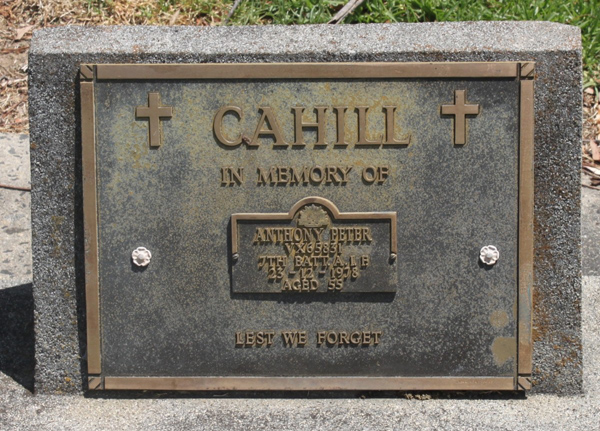 CAHILL
IN MEMORY OF
ANTHONY PETER
VX65831
7TH BATT. A.I.F
23-12-1978
AGED 55
LEST WE FORGET